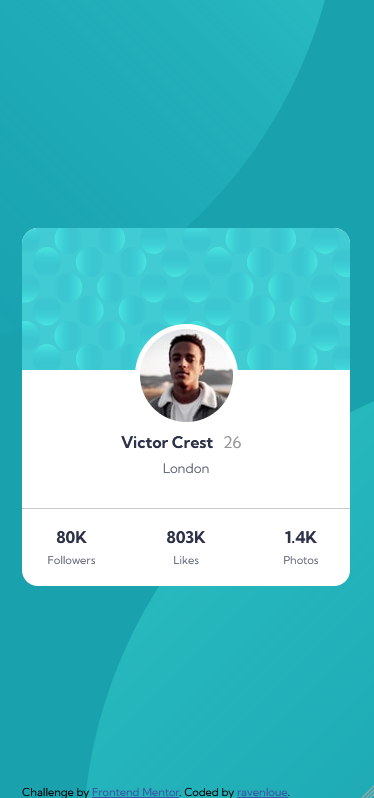 Victor Crest 26
London
80K 803K 1.4K
Followers Likes Photos
Challenge by Frontend Mentor. Coded by ravenloue.